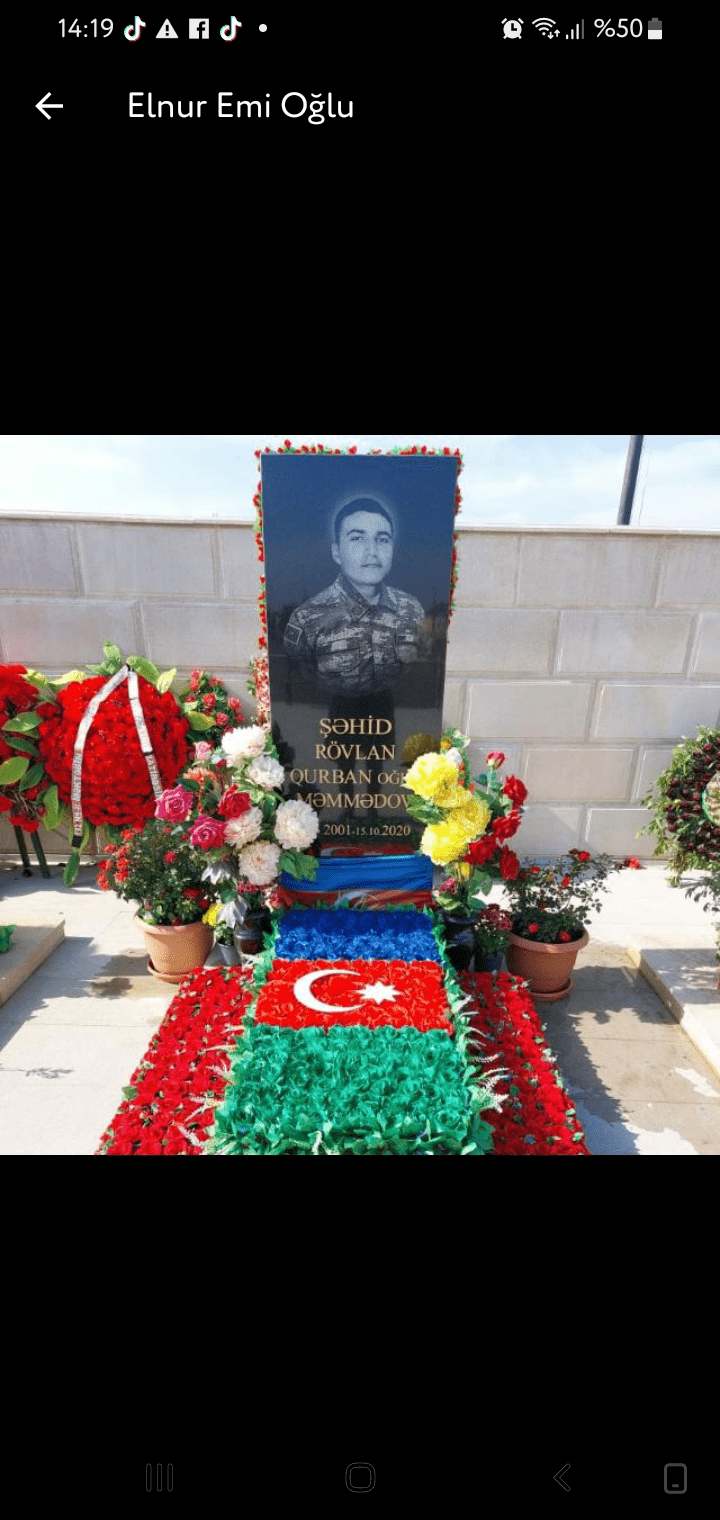 14:19
%50
Elnur Emi Oğlu
ŞƏHİD
RÖVLAN
QURBAN
MƏMMƏDOV
2001-15.10.2020